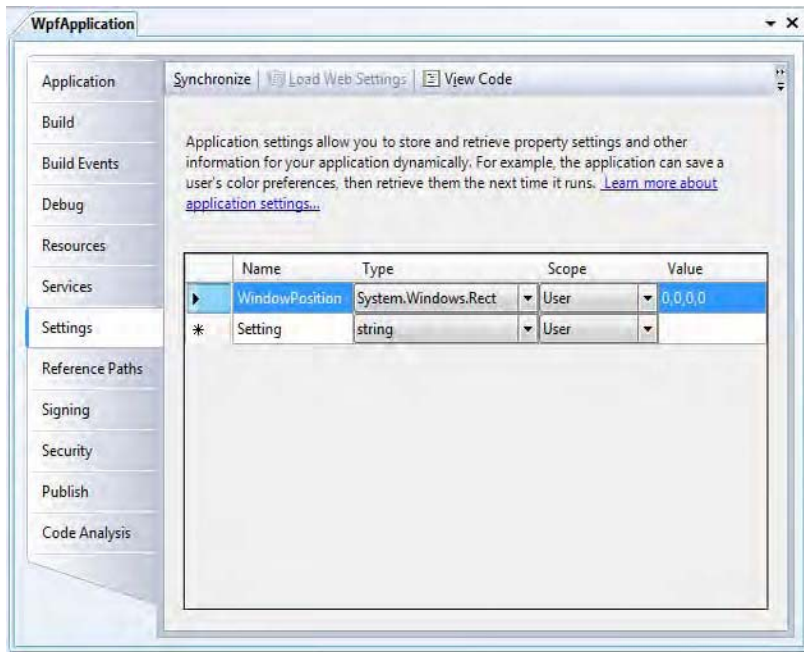 WpfApplication
Application
Build
Build Events
Debug
Resources
Services
Settings
Reference Paths
Signing
Security
Publish
Code Analysis
Synchronize Load Web Settings View Code
Application settings allow you to store and retrieve property settings and other
information for your application dynamically. For example, the application can save a
user's color preferences, then retrieve them the next time it runs. Learn more about
application settings...
Name Type Scope Value
WindowPosition System.Windows.Rect User 0,0,0,0
* Setting string User